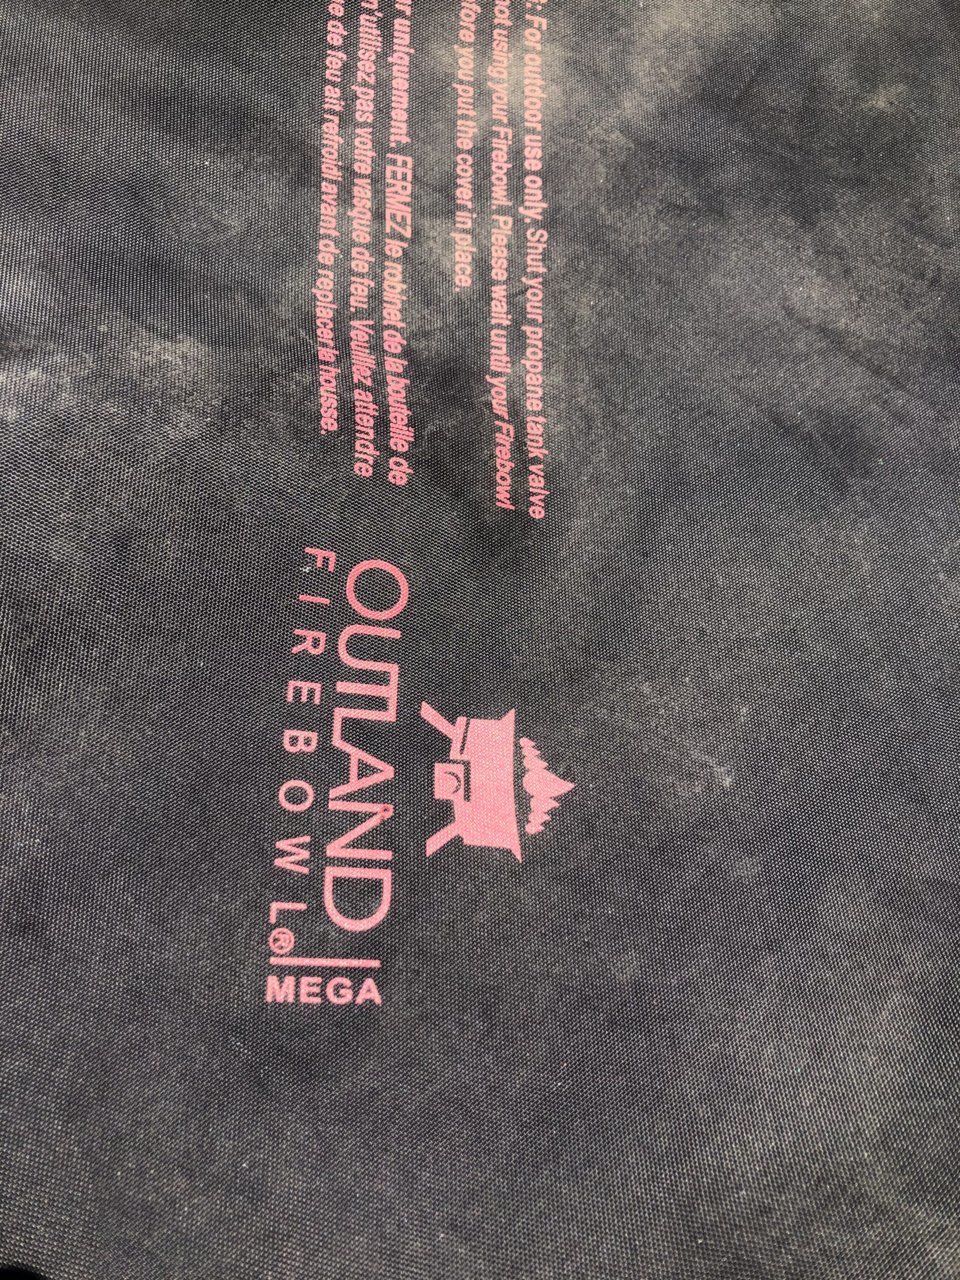 : For outdoor use only. Shut your propane tank valve
not using your Firebowl. Please wait until your Firebowl
before you put the cover in place.
uniquement. FERMEZ le robinet de la bouteille de
n'utilisez pas votre vasque de feu. Veuillez attendre
de feu ait refroidi avant de replacer la housse.
OUTLAND
FIREBOWL®
MEGA